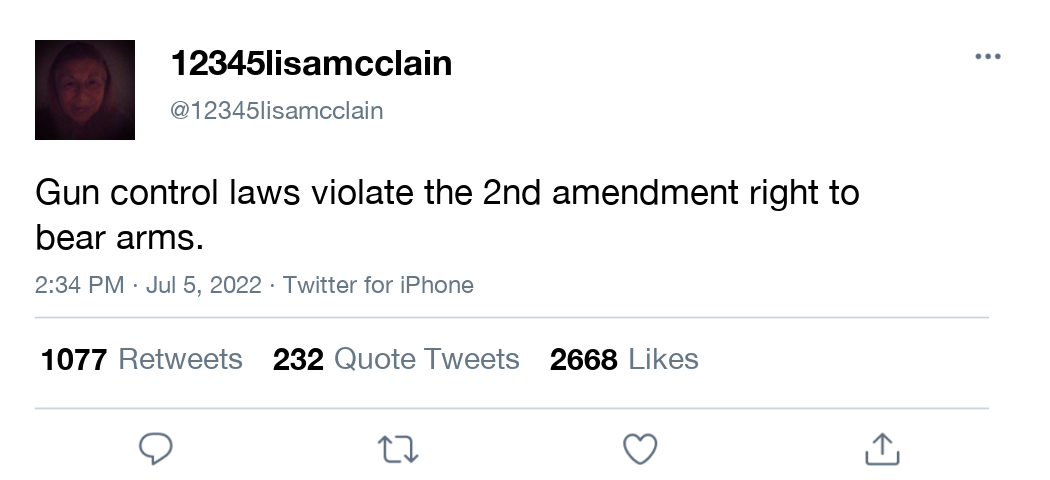 12345lisamcclain
@12345lisamcclain
Gun control laws violate the 2nd amendment right to
bear arms.
2:34 PM · Jul 5, 2022 · Twitter for iPhone
1077 Retweets 232 Quote Tweets 2668 Likes